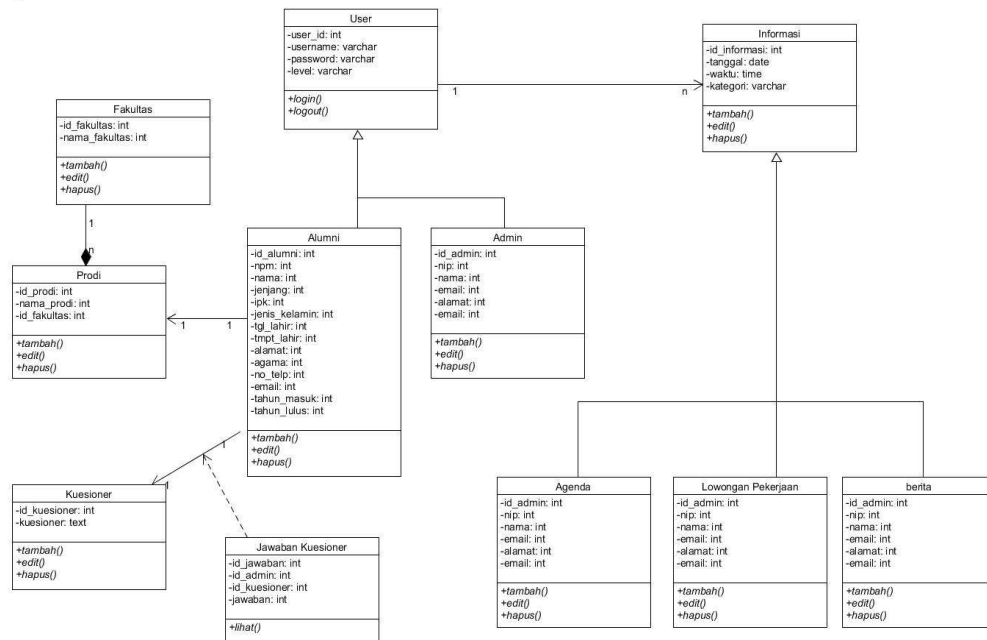 User
-user_id: int
-username: varchar
-password: varchar
-level: varchar
+login()
+logout()
1
n
Informasi
-id_informasi: int
-tanggal: date
-waktu: time
-kategori: varchar
+tambah()
+edit()
+hapus()
Fakultas
-id_fakultas: int
-nama_fakultas: int
+tambah()
+edit()
+hapus()
1
n
Prodi
-id_prodi: int
-nama_prodi: int
-id_fakultas: int
+tambah()
+edit()
+hapus()
1
1
Alumni
-id_alumni: int
-npm: int
-nama: int
-jenjang: int
-ipk: int
-jenis_kelamin: int
-tgl_lahir: int
-tmpt_lahir: int
-alamat: int
-agama: int
-no_telp: int
-email: int
-tahun_masuk: int
-tahun_lulus: int
+tambah()
+edit()
+hapus()
Admin
-id_admin: int
-nip: int
-nama: int
-email: int
-alamat: int
-email: int
+tambah()
+edit()
+hapus()
1
1
Kuesioner
-id_kuesioner: int
-kuesioner: text
+tambah()
+edit()
+hapus()
Jawaban Kuesioner
-id_jawaban: int
-id_admin: int
-id_kuesioner: int
-jawaban: int
+lihat()
Agenda
-id_admin: int
-nip: int
-nama: int
-email: int
-alamat: int
-email: int
+tambah()
+edit()
+hapus()
Lowongan Pekerjaan
-id_admin: int
-nip: int
-nama: int
-email: int
-alamat: int
-email: int
+tambah()
+edit()
+hapus()
berita
-id_admin: int
-nip: int
-nama: int
-email: int
-alamat: int
-email: int
+tambah()
+edit()
+hapus()